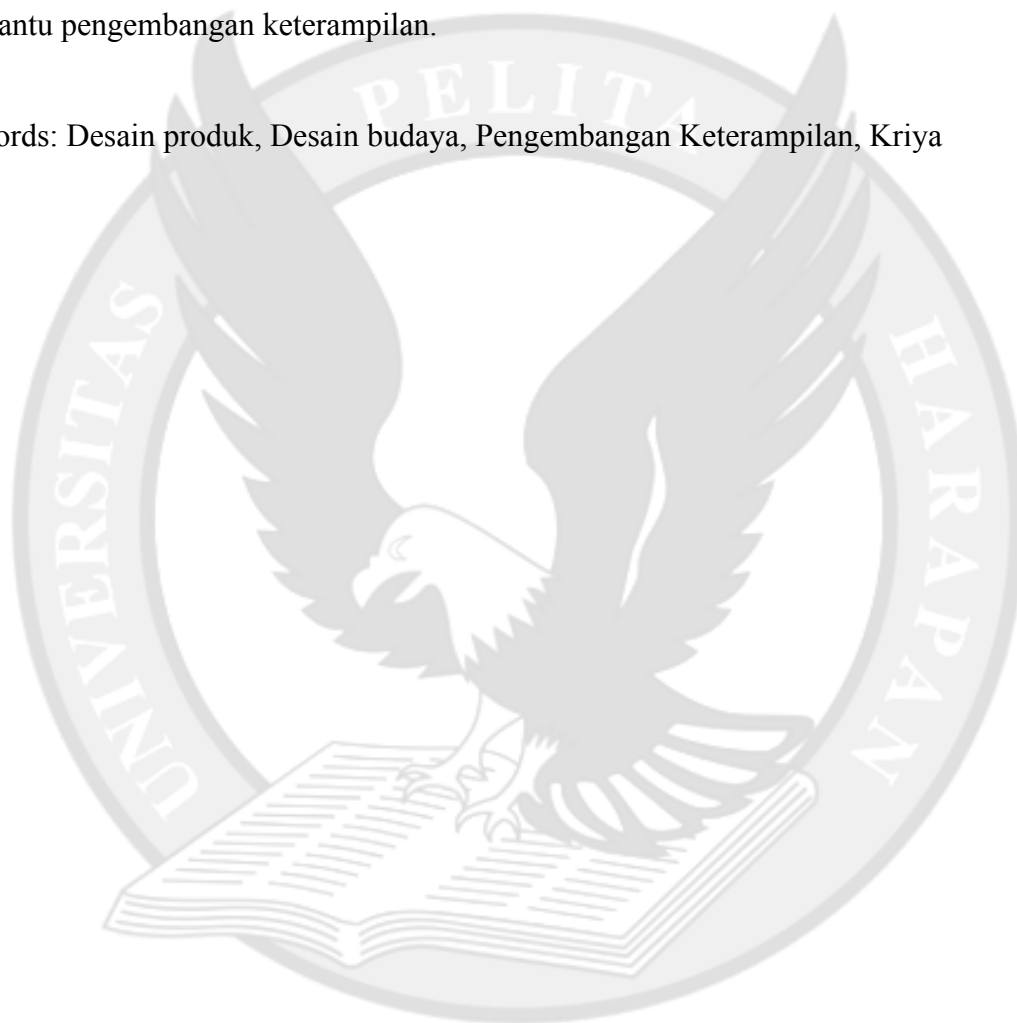 antu pengembangan keterampilan.
ords: Desain produk, Desain budaya, Pengembangan Keterampilan, Kriya
UNIVERSITAS PELITA HARAPAN